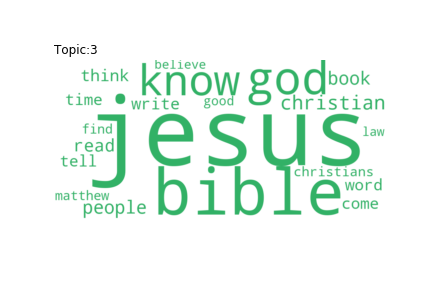 Topic:3
believe
think know god book
time write good christian
jesus
find law
read
tell
bible christians
matthew word
people come